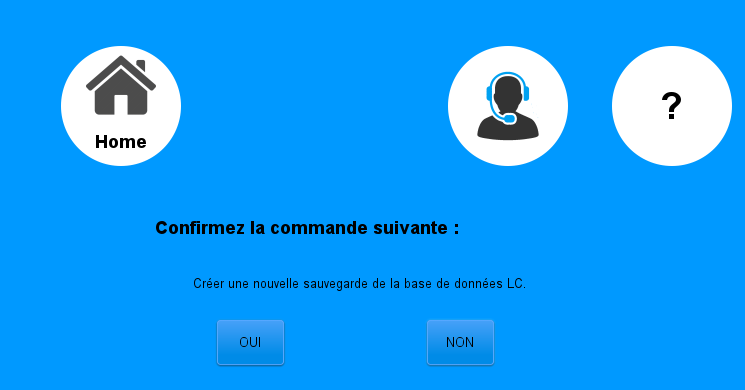 ?
Home
Confirmez la commande suivante :
Créer une nouvelle sauvegarde de la base de données LC.
OUI
NON